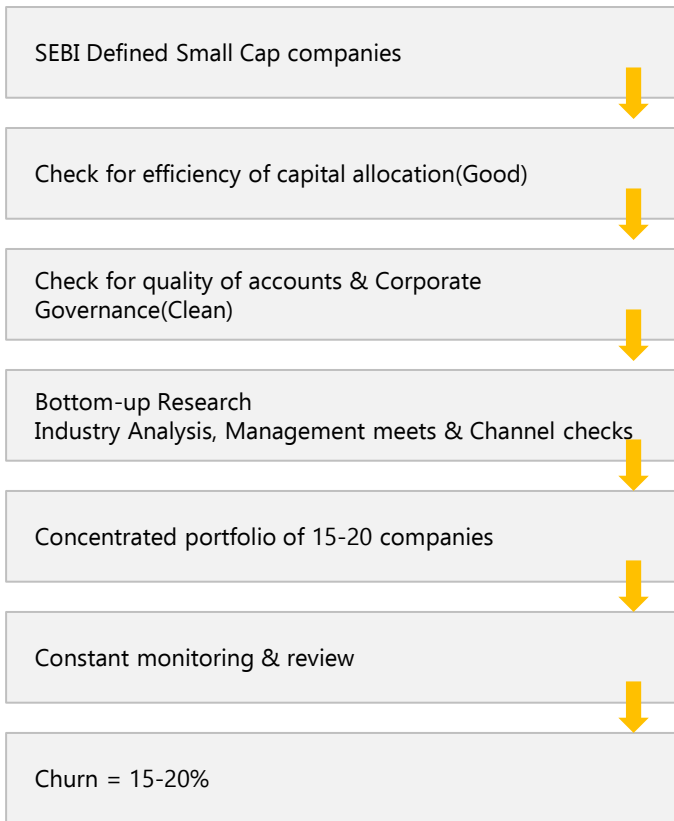 SEBI Defined Small Cap companies
Check for efficiency of capital allocation(Good)
Check for quality of accounts & Corporate
Governance(Clean)
Bottom-up Research
Industry Analysis, Management meets & Channel checks
Concentrated portfolio of 15-20 companies
Constant monitoring & review
Churn = 15-20%